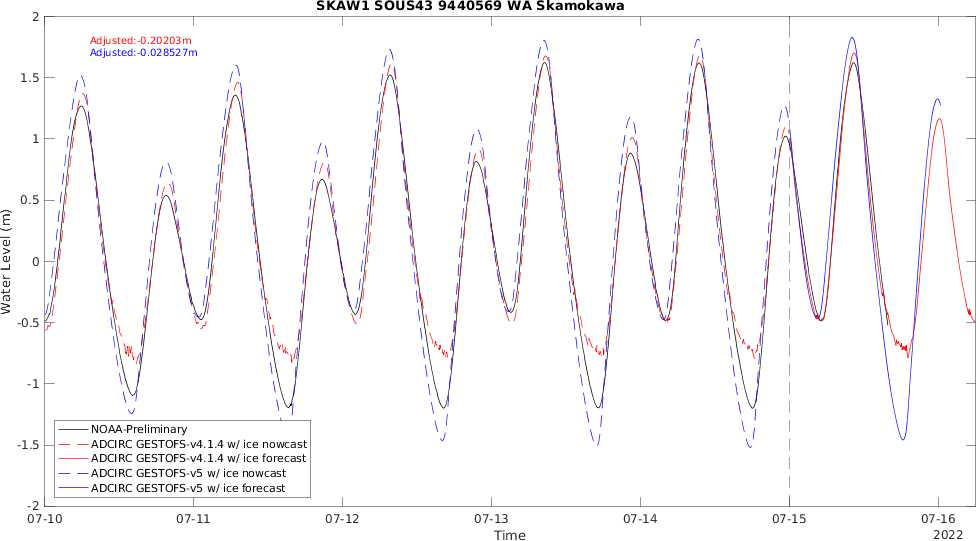 SKAW1 SOUS43 9440569 WA Skamokawa
Adjusted:-0.20203m
Adjusted:-0.028527m
2
1.5
1
0.5
0
-0.5
-1
-1.5
-2
Water Level (m)
NOAA-Preliminary
ADCIRC GESTOFS-v4.1.4 w/ ice nowcast
ADCIRC GESTOFS-v4.1.4 w/ ice forecast
ADCIRC GESTOFS-v5 w/ ice nowcast
ADCIRC GESTOFS-v5 w/ ice forecast
07-10 07-11 07-12 07-13 07-14 07-15 07-16
Time
2022